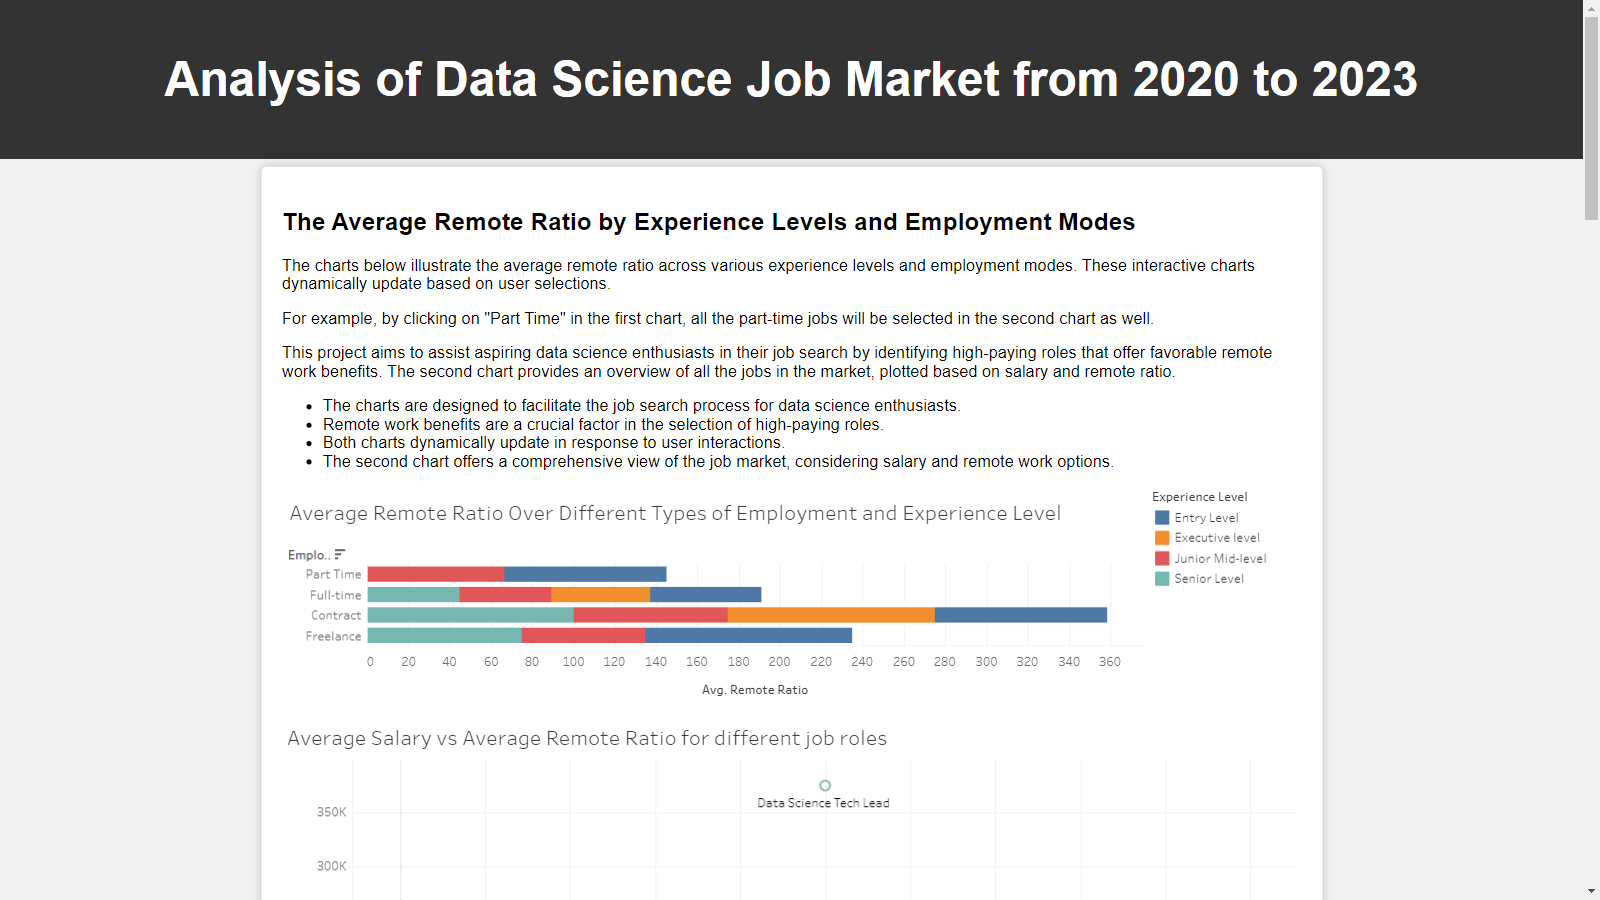 Analysis of Data Science Job Market from 2020 to 2023
The Average Remote Ratio by Experience Levels and Employment Modes
The charts below illustrate the average remote ratio across various experience levels and employment modes. These interactive charts
dynamically update based on user selections.
For example, by clicking on "Part Time" in the first chart, all the part-time jobs will be selected in the second chart as well.
This project aims to assist aspiring data science enthusiasts in their job search by identifying high-paying roles that offer favorable remote
work benefits. The second chart provides an overview of all the jobs in the market, plotted based on salary and remote ratio.
• The charts are designed to facilitate the job search process for data science enthusiasts.
• Remote work benefits are a crucial factor in the selection of high-paying roles.
• Both charts dynamically update in response to user interactions.
• The second chart offers a comprehensive view of the job market, considering salary and remote work options.
Average Remote Ratio Over Different Types of Employment and Experience Level
Experience Level
Entry Level
Executive level
Junior Mid-level
Senior Level
Emplo..
Part Time
Full-time
Contract
Freelance
0 20 40 60 80 100 120 140 160 180 200 220 240 260 280 300 320 340 360
Avg. Remote Ratio
Average Salary vs Average Remote Ratio for different job roles
Data Science Tech Lead
350K
300K